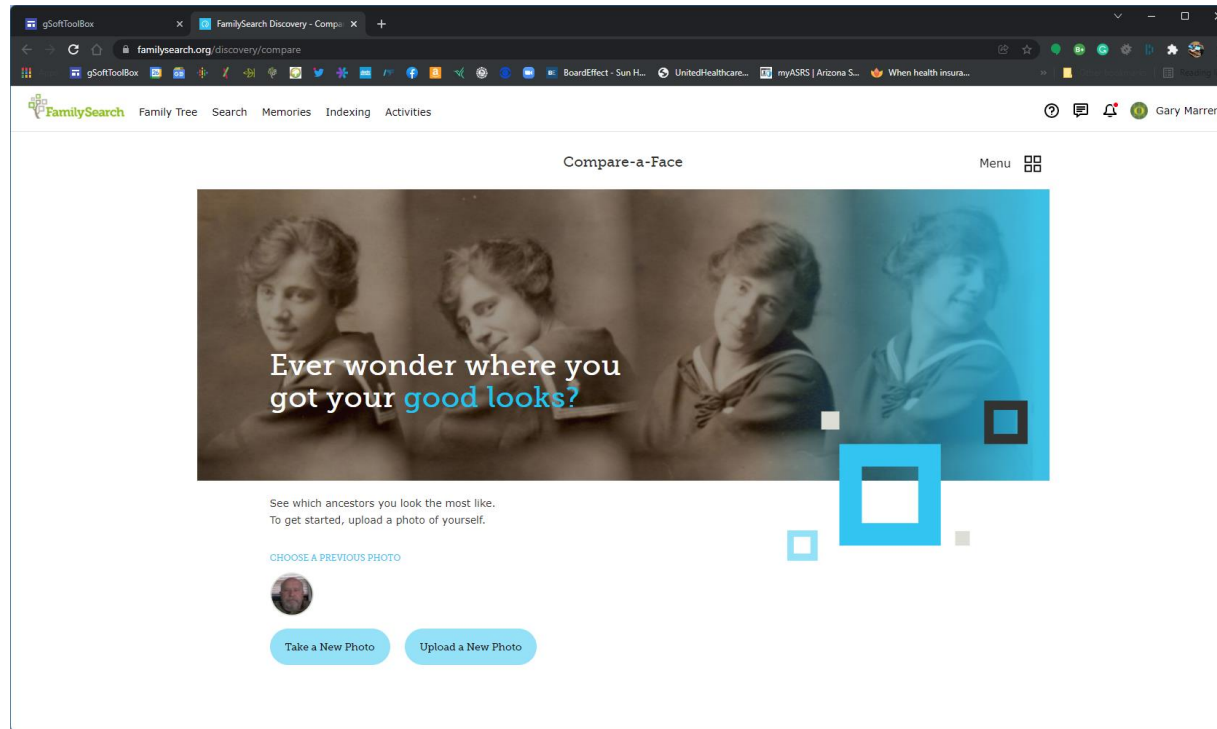 gSoftToolBox
FamilySearch Discovery - Compa
familysearch.org/discovery/compare
gSoftToolBox
BoardEffect - Sun H...
UnitedHealthcare...
myASRS | Arizona S...
When health insura...
FamilySearch
Family Tree
Search
Memories
Indexing
Activities
Gary Marrer
Compare-a-Face
Menu
Ever wonder where you
got your good looks?
See which ancestors you look the most like.
To get started, upload a photo of yourself.
CHOOSE A PREVIOUS PHOTO
Take a New Photo
Upload a New Photo